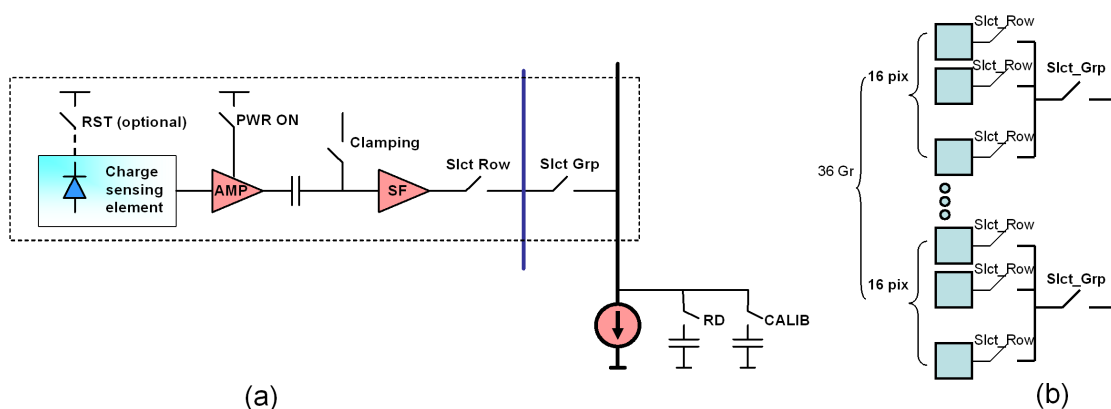 RST (optional)
PWR ON
Clamping
Charge
sensing
element
AMP
SF
Slct Row
Slct Grp
RD
CALIB
(a)
Slct_Row
16 pix
Slct_Row
Slct_Grp
Slct_Row
36 Gr
Slct_Row
16 pix
Slct_Row
Slct_Grp
Slct_Row
(b)